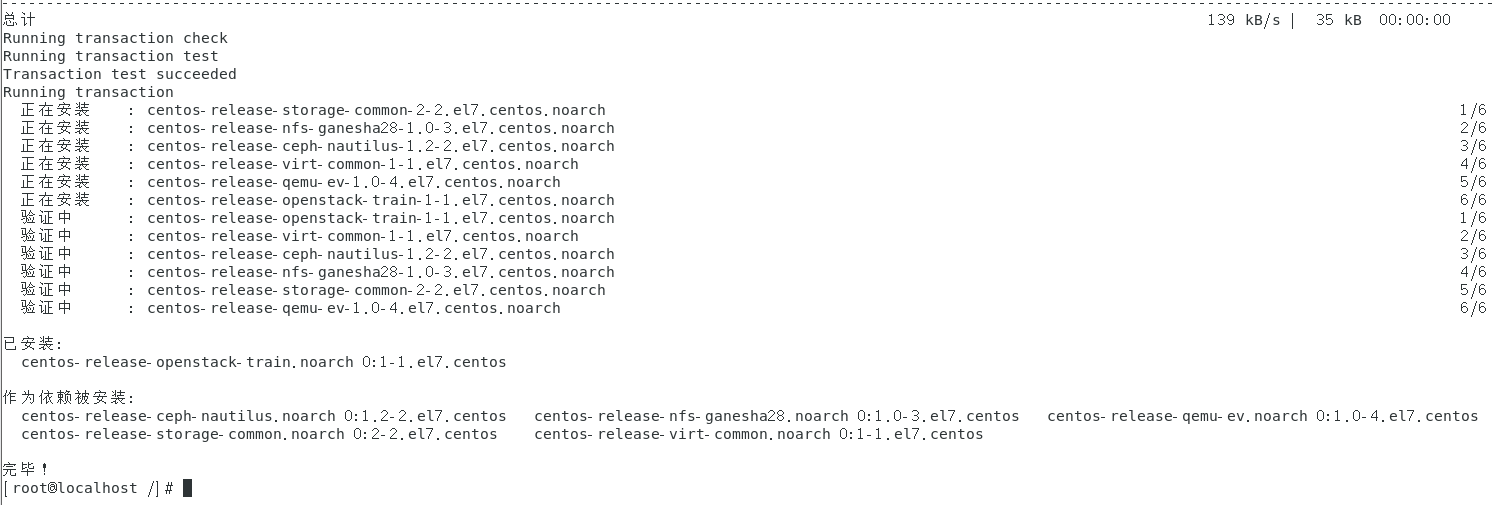 总计 139 kB/s | 35 kB 00:00:00
Running transaction check
Running transaction test
Transaction test succeeded
Running transaction
正在安装 : centos-release-storage-common-2-2.el7.centos.noarch 1/6
正在安装 : centos-release-nfs-ganesha28-1.0-3.el7.centos.noarch 2/6
正在安装 : centos-release-ceph-nautilus-1.2-2.el7.centos.noarch 3/6
正在安装 : centos-release-virt-common-1-1.el7.centos.noarch 4/6
正在安装 : centos-release-qemu-ev-1.0-4.el7.centos.noarch 5/6
正在安装 : centos-release-openstack-train-1-1.el7.centos.noarch 6/6
验证中 : centos-release-openstack-train-1-1.el7.centos.noarch 1/6
验证中 : centos-release-virt-common-1-1.el7.centos.noarch 2/6
验证中 : centos-release-ceph-nautilus-1.2-2.el7.centos.noarch 3/6
验证中 : centos-release-nfs-ganesha28-1.0-3.el7.centos.noarch 4/6
验证中 : centos-release-storage-common-2-2.el7.centos.noarch 5/6
验证中 : centos-release-qemu-ev-1.0-4.el7.centos.noarch 6/6
已安装:
centos-release-openstack-train.noarch 0:1-1.el7.centos
作为依赖被安装:
centos-release-ceph-nautilus.noarch 0:1.2-2.el7.centos centos-release-nfs-ganesha28.noarch 0:1.0-3.el7.centos centos-release-qemu-ev.noarch 0:1.0-4.el7.centos
centos-release-storage-common.noarch 0:2-2.el7.centos centos-release-virt-common.noarch 0:1-1.el7.centos
完毕！
[root@localhost /]#